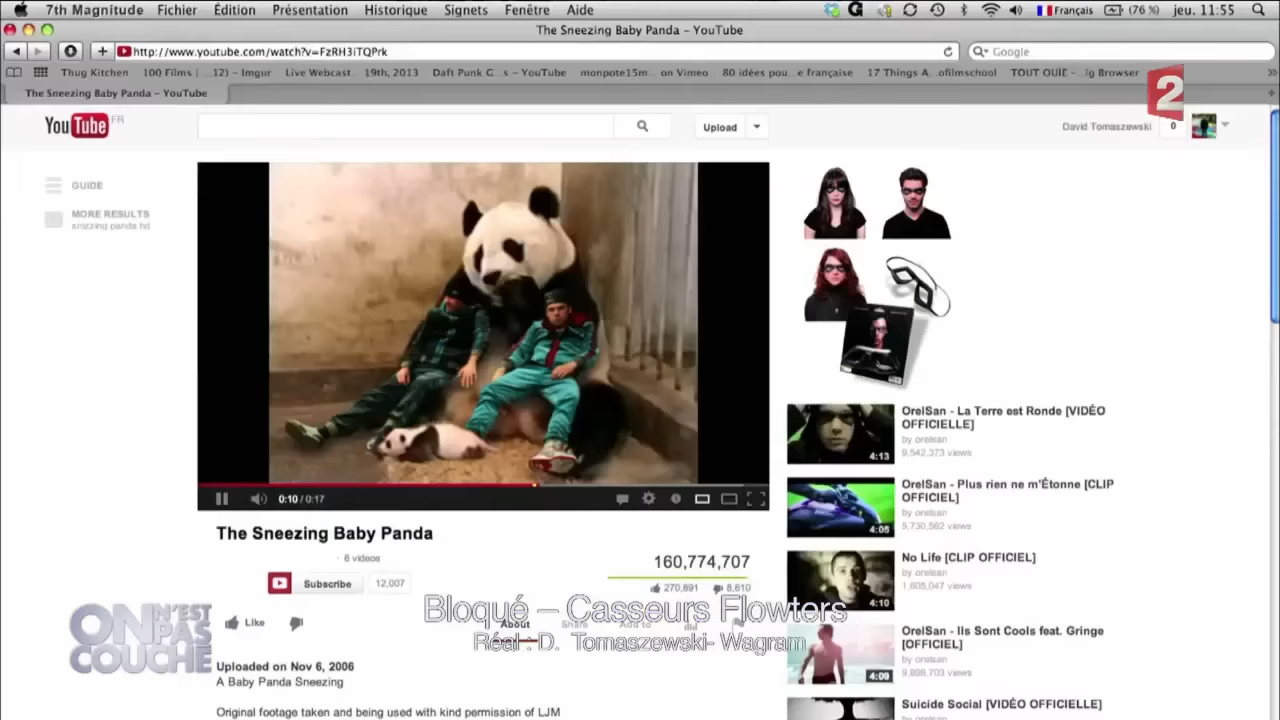 7th Magnitude Fichier Édition Présentation Historique Signets Fenêtre Aide
(76 %) jeu. 11:55
Français
The Sneezing Baby Panda – YouTube
http://www.youtube.com/watch?v=FzRH3iTQPrk
Google
Thug Kitchen 100 Films I ...12) – Imgur Live Webcast... 19th, 2013 Daft Punk G...s – YouTube monpote15m... on Vimeo 80 idées pou...e française 17 Things A...ofilmschool TOUT OUÏE – ...ig Browser
The Sneezing Baby Panda – YouTube
2
YouTube FR
Upload
David Tomaszewski 0
GUIDE
MORE RESULTS
snizzing panda hd
0:10 / 0:17
The Sneezing Baby Panda
6 videos
Subscribe 12,007
160,774,707
270,891 8,610
Like
About Share Add to
Uploaded on Nov 6, 2006
A Baby Panda Sneezing
Original footage taken and being used with kind permission of LJM
OrelSan - La Terre est Ronde [VIDÉO
OFFICIELLE]
by orelsan
9,542,373 views
4:13
OrelSan - Plus rien ne m'Étonne [CLIP
OFFICIEL]
by orelsan
5,730,562 views
4:05
No Life [CLIP OFFICIEL]
by orelsan
1,605,047 views
4:10
OrelSan - Ils Sont Cools feat. Gringe
[OFFICIEL]
by orelsan
9,898,703 views
4:09
Suicide Social [VIDÉO OFFICIELLE]
ON N'EST
PAS
COUCHÉ
Bloqué – Casseurs Flowters
Réal : D. Tomaszewski- Wagram